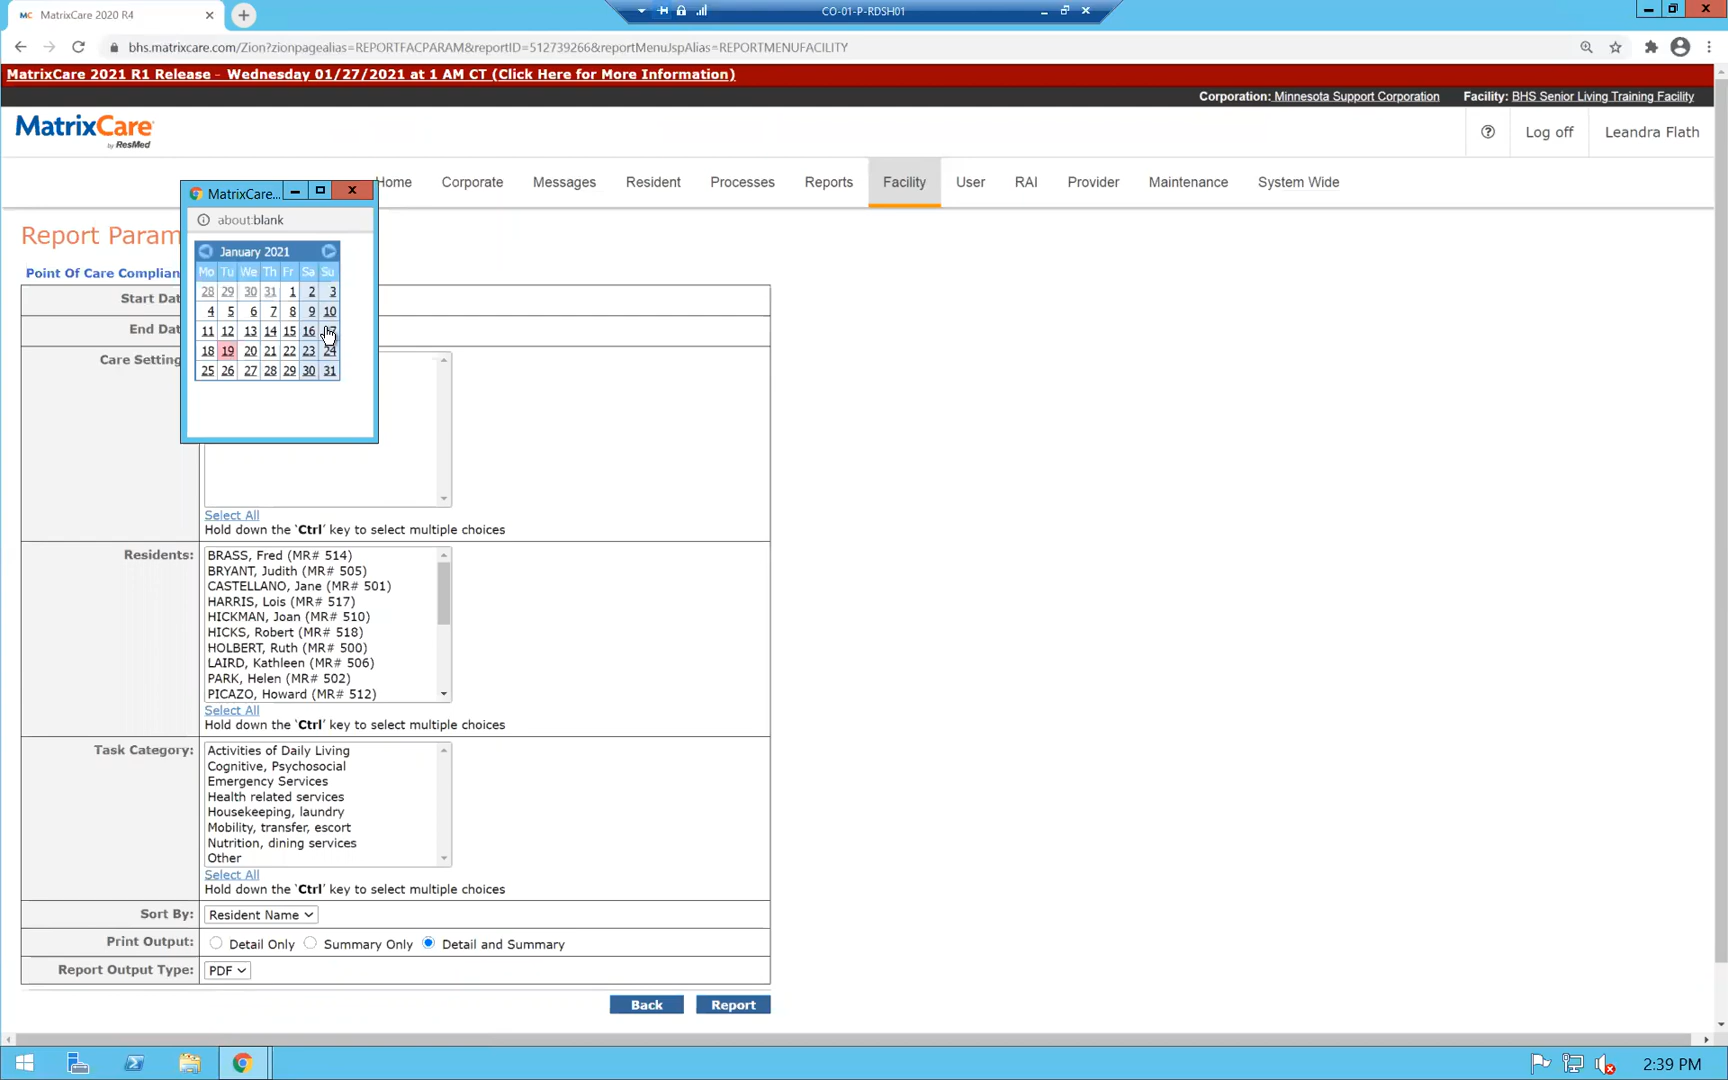 MC MatrixCare 2020 R4
CO-01-P-RDSH01
bhs.matrixcare.com/Zion?zionpagealias=REPORTFACPARAM&reportID=512739266&reportMenuJspAlias=REPORTMENUFACILITY
MatrixCare 2021 R1 Release - Wednesday 01/27/2021 at 1 AM CT (Click Here for More Information)
Corporation: Minnesota Support Corporation Facility: BHS Senior Living Training Facility
MatrixCare
by ResMed
Log off Leandra Flath
Home Corporate Messages Resident Processes Reports Facility User RAI Provider Maintenance System Wide
MatrixCare...
about:blank
Report Param
Point Of Care Complian
January 2021
Mo Tu We Th Fr Sa Su
28 29 30 31 1 2 3
4 5 6 7 8 9 10
11 12 13 14 15 16 17
18 19 20 21 22 23 24
25 26 27 28 29 30 31
Start Dat
End Dat
Care Setting
Select All
Hold down the 'Ctrl' key to select multiple choices
Residents:
BRASS, Fred (MR# 514)
BRYANT, Judith (MR# 505)
CASTELLANO, Jane (MR# 501)
HARRIS, Lois (MR# 517)
HICKMAN, Joan (MR# 510)
HICKS, Robert (MR# 518)
HOLBERT, Ruth (MR# 500)
LAIRD, Kathleen (MR# 506)
PARK, Helen (MR# 502)
PICAZO, Howard (MR# 512)
Select All
Hold down the 'Ctrl' key to select multiple choices
Task Category:
Activities of Daily Living
Cognitive, Psychosocial
Emergency Services
Health related services
Housekeeping, laundry
Mobility, transfer, escort
Nutrition, dining services
Other
Select All
Hold down the 'Ctrl' key to select multiple choices
Sort By: Resident Name
Print Output: Detail Only Summary Only Detail and Summary
Report Output Type: PDF
Back Report
2:39 PM